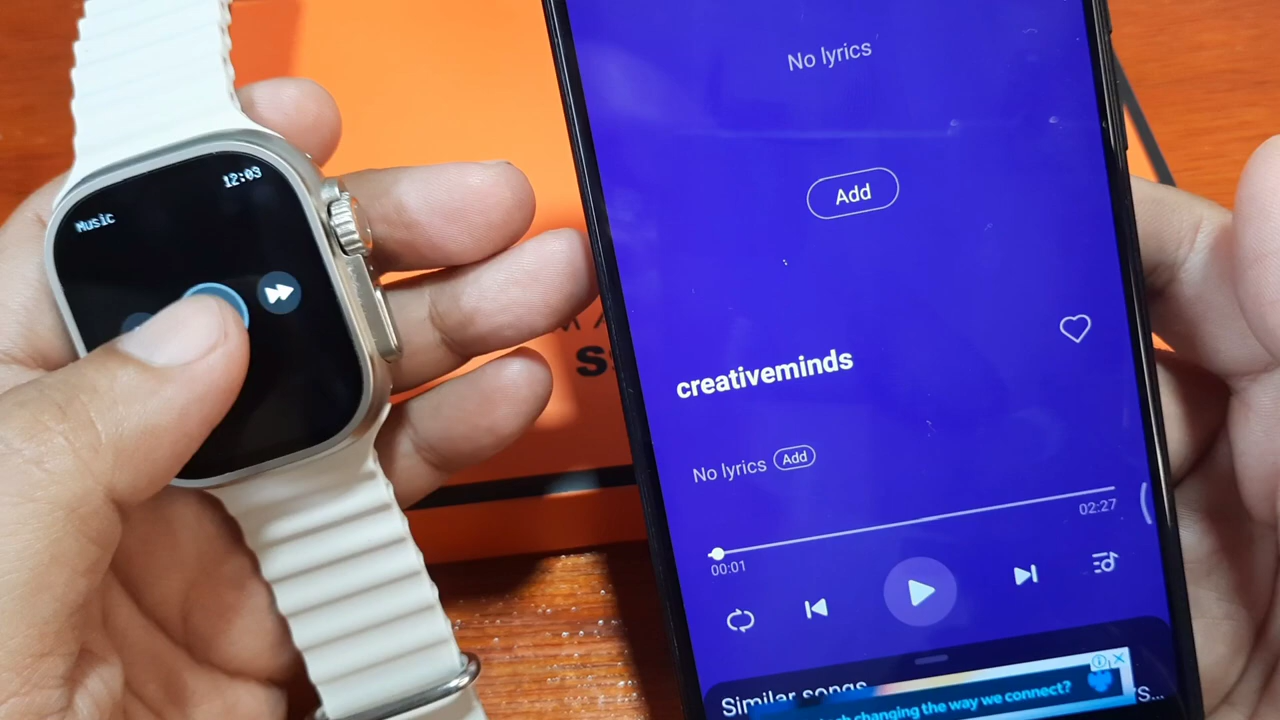 12:03
Music
No lyrics
Add
creativeminds
No lyrics Add
02:27
00:01
Similar songs
changing the way we connect?